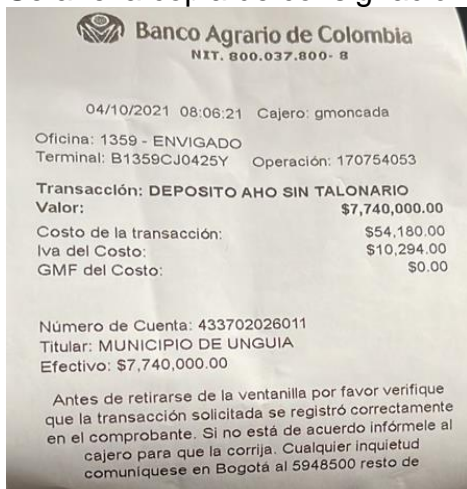 Banco Agrario de Colombia
NIT. 800.037.800- 8
04/10/2021 08:06:21 Cajero: gmoncada
Oficina: 1359 - ENVIGADO
Terminal: B1359CJ0425Y Operación: 170754053
Transacción: DEPOSITO AHO SIN TALONARIO
Valor: $7,740,000.00
Costo de la transacción: $54,180.00
Iva del Costo: $10,294.00
GMF del Costo: $0.00
Número de Cuenta: 433702026011
Titular: MUNICIPIO DE UNGUIA
Efectivo: $7,740,000.00
Antes de retirarse de la ventanilla por favor verifique
que la transacción solicitada se registró correctamente
en el comprobante. Si no está de acuerdo infórmele al
cajero para que la corrija. Cualquier inquietud
comuníquese en Bogotá al 5948500 resto de